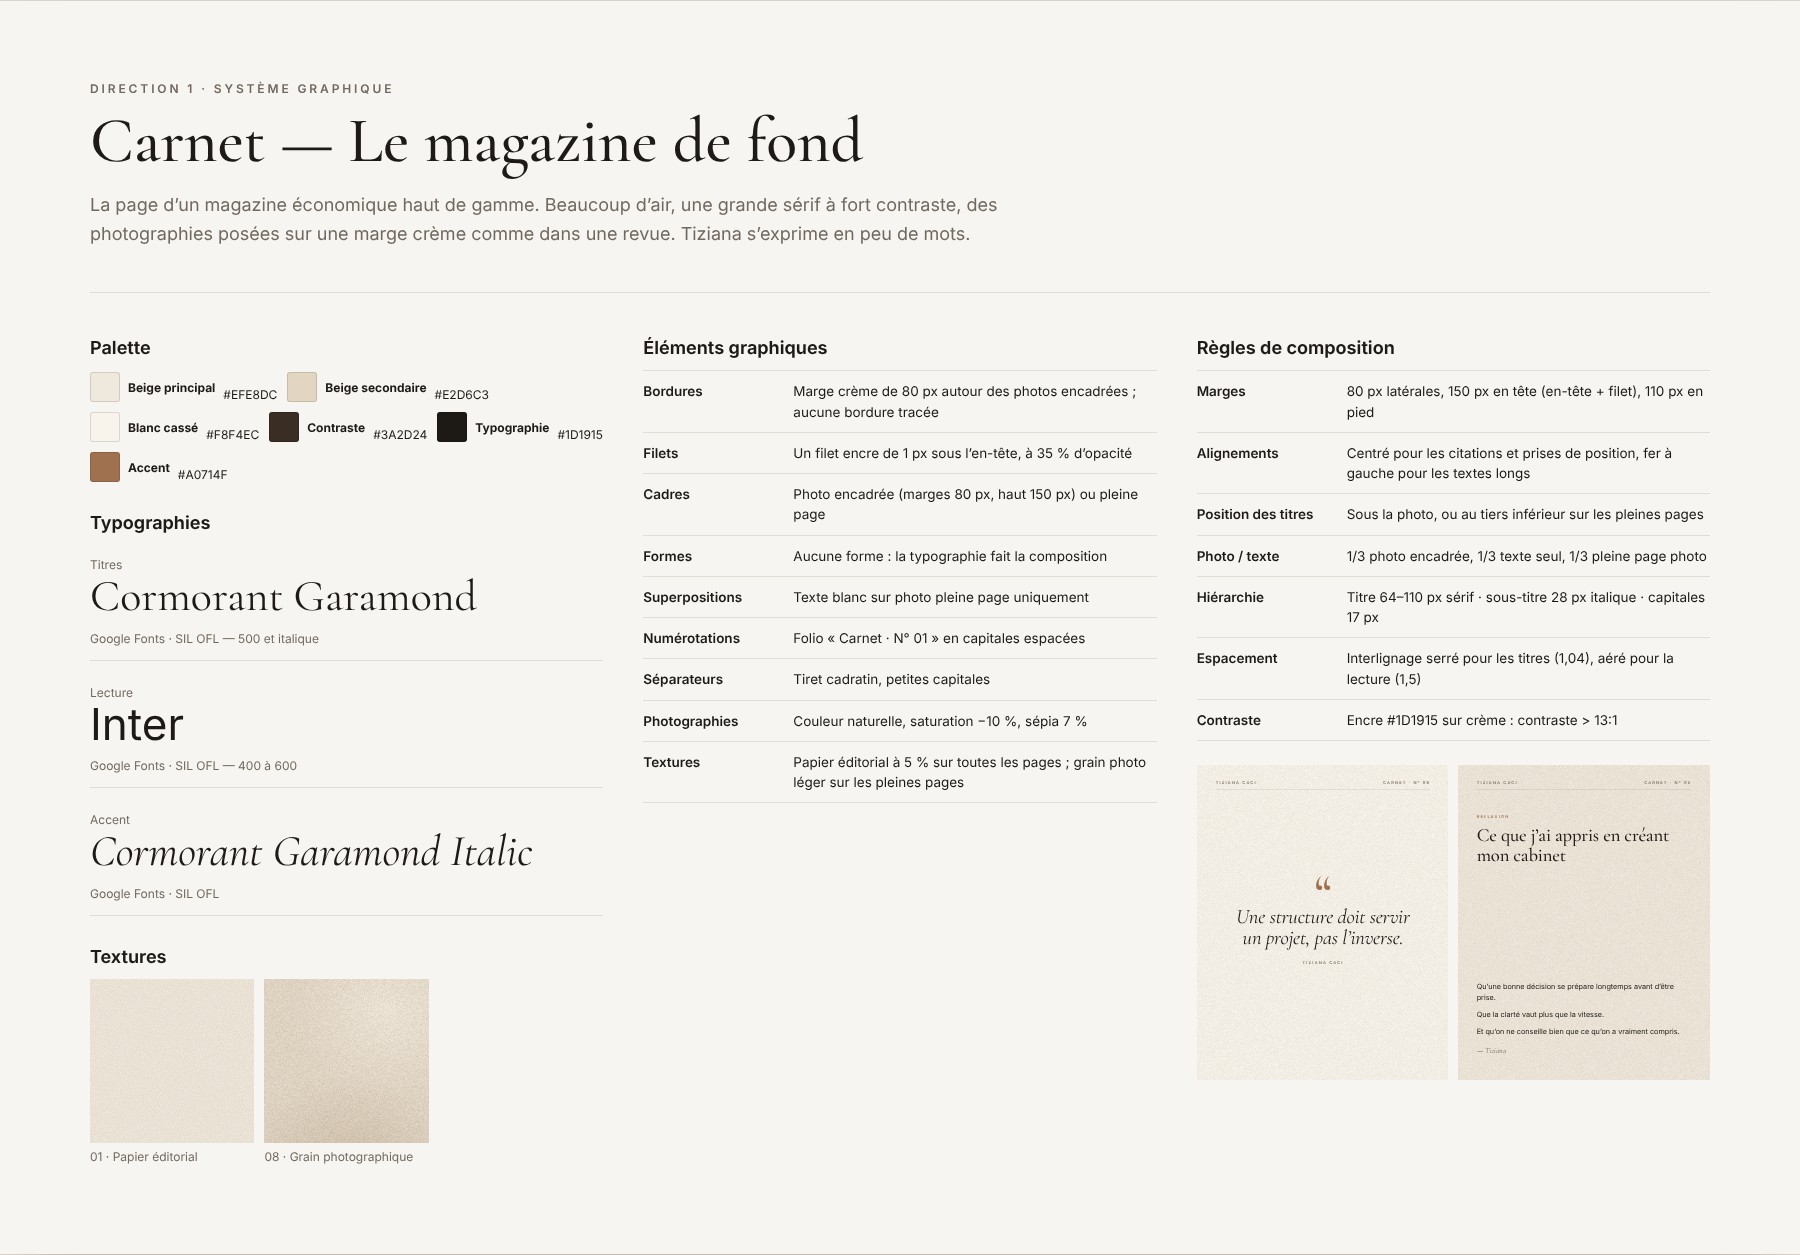 DIRECTION 1 · SYSTÈME GRAPHIQUE
Carnet — Le magazine de fond
La page d’un magazine économique haut de gamme. Beaucoup d’air, une grande sérif à fort contraste, des
photographies posées sur une marge crème comme dans une revue. Tiziana s’exprime en peu de mots.
Palette
Beige principal #EFE8DC Beige secondaire #E2D6C3
Blanc cassé #F8F4EC Contraste #3A2D24 Typographie #1D1915
Accent #A0714F
Typographies
Titres
Cormorant Garamond
Google Fonts · SIL OFL — 500 et italique
Lecture
Inter
Google Fonts · SIL OFL — 400 à 600
Accent
Cormorant Garamond Italic
Google Fonts · SIL OFL
Textures
01 · Papier éditorial
08 · Grain photographique
Éléments graphiques
Bordures
Marge crème de 80 px autour des photos encadrées ;
aucune bordure tracée
Filets
Un filet encre de 1 px sous l’en-tête, à 35 % d’opacité
Cadres
Photo encadrée (marges 80 px, haut 150 px) ou pleine
page
Formes
Aucune forme : la typographie fait la composition
Superpositions
Texte blanc sur photo pleine page uniquement
Numérotations
Folio « Carnet · N° 01 » en capitales espacées
Séparateurs
Tiret cadratin, petites capitales
Photographies
Couleur naturelle, saturation −10 %, sépia 7 %
Textures
Papier éditorial à 5 % sur toutes les pages ; grain photo
léger sur les pleines pages
Règles de composition
Marges
80 px latérales, 150 px en tête (en-tête + filet), 110 px en
pied
Alignements
Centré pour les citations et prises de position, fer à
gauche pour les textes longs
Position des titres
Sous la photo, ou au tiers inférieur sur les pleines pages
Photo / texte
1/3 photo encadrée, 1/3 texte seul, 1/3 pleine page photo
Hiérarchie
Titre 64–110 px sérif · sous-titre 28 px italique · capitales
17 px
Espacement
Interlignage serré pour les titres (1,04), aéré pour la
lecture (1,5)
Contraste
Encre #1D1915 sur crème : contraste > 13:1
TIZIANA CACI
CARNET · N°
“
Une structure doit servir
un projet, pas l’inverse.
TIZIANA CACI
TIZIANA CACI
CARNET · N°
RÉFLEXION
Ce que j’ai appris en créant
mon cabinet
Qu’une bonne décision se prépare longtemps avant d’être
prise.
Que la clarté vaut plus que la vitesse.
Et qu’on ne conseille bien que ce qu’on a vraiment compris.
— Tiziana